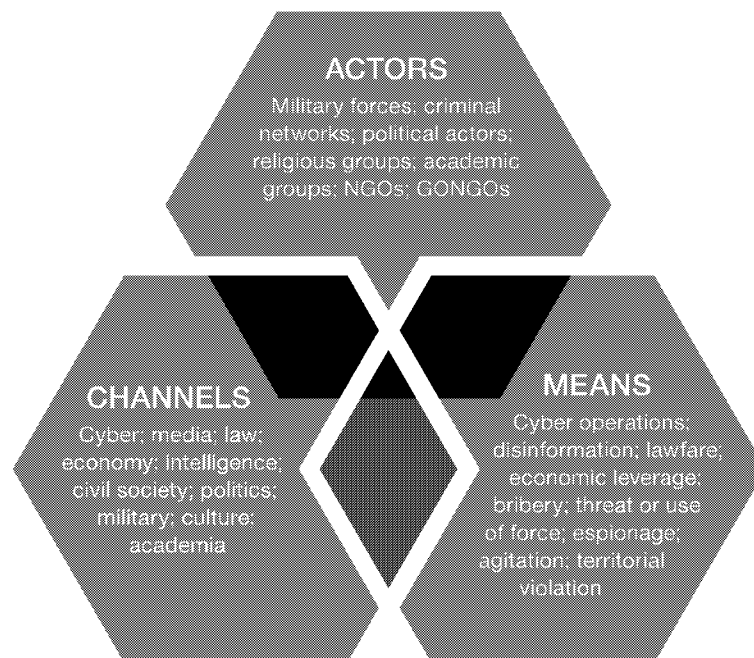 ACTORS
Military forces; criminal
networks; political actors;
religious groups; academic
groups; NGOs; GONGOs
CHANNELS
Cyber; media; law;
economy; intelligence;
civil society; politics;
military; culture;
academia
MEANS
Cyber operations;
disinformation; lawfare;
economic leverage;
bribery; threat or use
of force; espionage;
agitation; territorial
violation